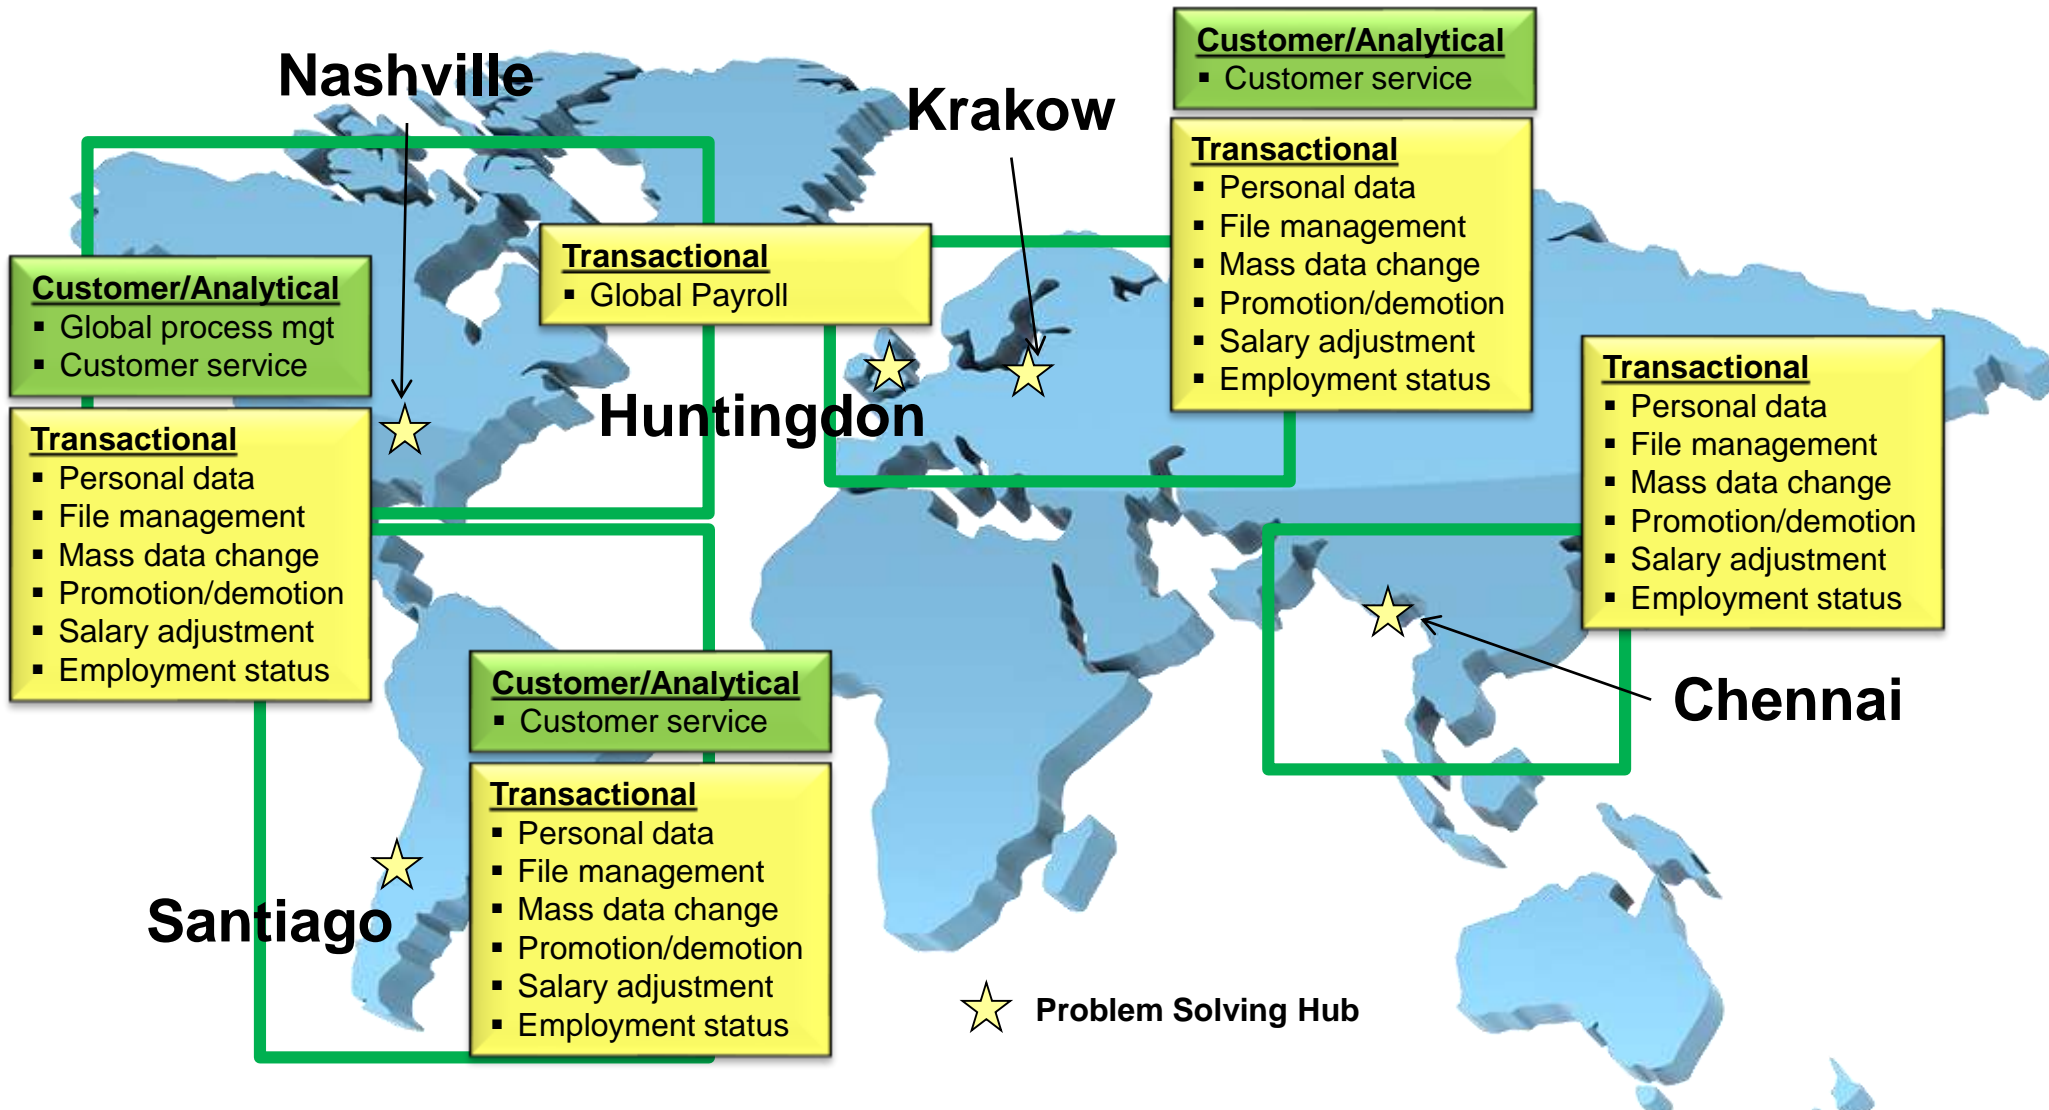 Nashville
Krakow
Customer/Analytical
▪ Customer service
Transactional
▪ Personal data
▪ File management
▪ Mass data change
▪ Promotion/demotion
▪ Salary adjustment
▪ Employment status
Transactional
▪ Global Payroll
Customer/Analytical
▪ Global process mgt
▪ Customer service
Transactional
▪ Personal data
▪ File management
▪ Mass data change
▪ Promotion/demotion
▪ Salary adjustment
▪ Employment status
Huntingdon
Transactional
▪ Personal data
▪ File management
▪ Mass data change
▪ Promotion/demotion
▪ Salary adjustment
▪ Employment status
Chennai
Customer/Analytical
▪ Customer service
Transactional
▪ Personal data
▪ File management
▪ Mass data change
▪ Promotion/demotion
▪ Salary adjustment
▪ Employment status
Santiago
Problem Solving Hub